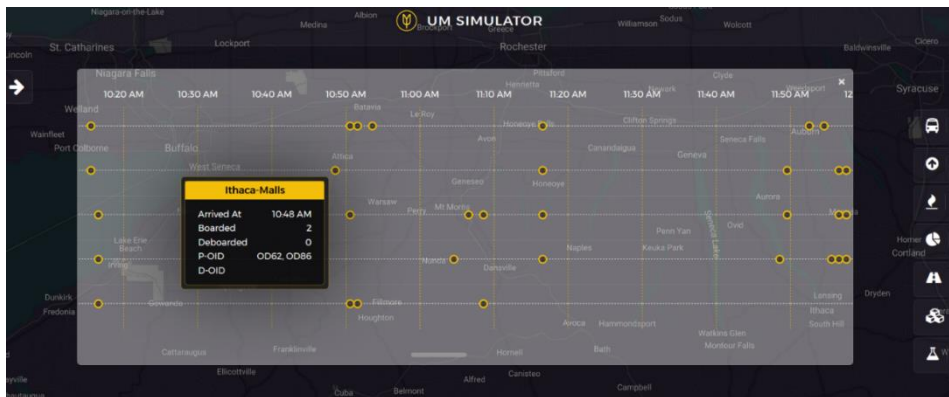 Niagara-on-the-Lake
Albion
UM SIMULATOR
Sodus
Medina
Brockport
Greece
Williamson
Wolcott
Lockport
Rochester
St. Catharines
Baldwinsville
Cicero
Lincoln
Niagara Falls
Pittsford
Clyde
Henrietta
Newark
Weedsport
Syracuse
10:20 AM 10:30 AM 10:40 AM 10:50 AM 11:00 AM 11:10 AM 11:20 AM 11:30 AM 11:40 AM 11:50 AM 12
Welland
Batavia
Le Roy
Honeoye Falls
Clifton Springs
Wainfleet
Port Colborne
Buffalo
Avon
Seneca Falls
Auburn
Canandaigua
Geneva
Attica
West Seneca
Geneseo
Honeoye
Aurora
Ithaca-Malls
Arrived At 10:48 AM
Boarded 2
Deboarded 0
P-OID OD62, OD86
D-OID
Warsaw
Perry
Mt Morris
Seneca Lake
Ovid
Penn Yan
Lake Erie Beach
Naples
Keuka Park
Homer
Cortland
Nunda
Dansville
Irving
Dunkirk
Fredonia
Gowanda
Fillmore
Houghton
Lansing
Dryden
Ithaca
South Hill
Avoca
Hammondsport
Watkins Glen
Montour Falls
Cattaraugus
Franklinville
Hornell
Bath
Ellicottville
Canisteo
Alfred
Cuba
Belmont
Campbell